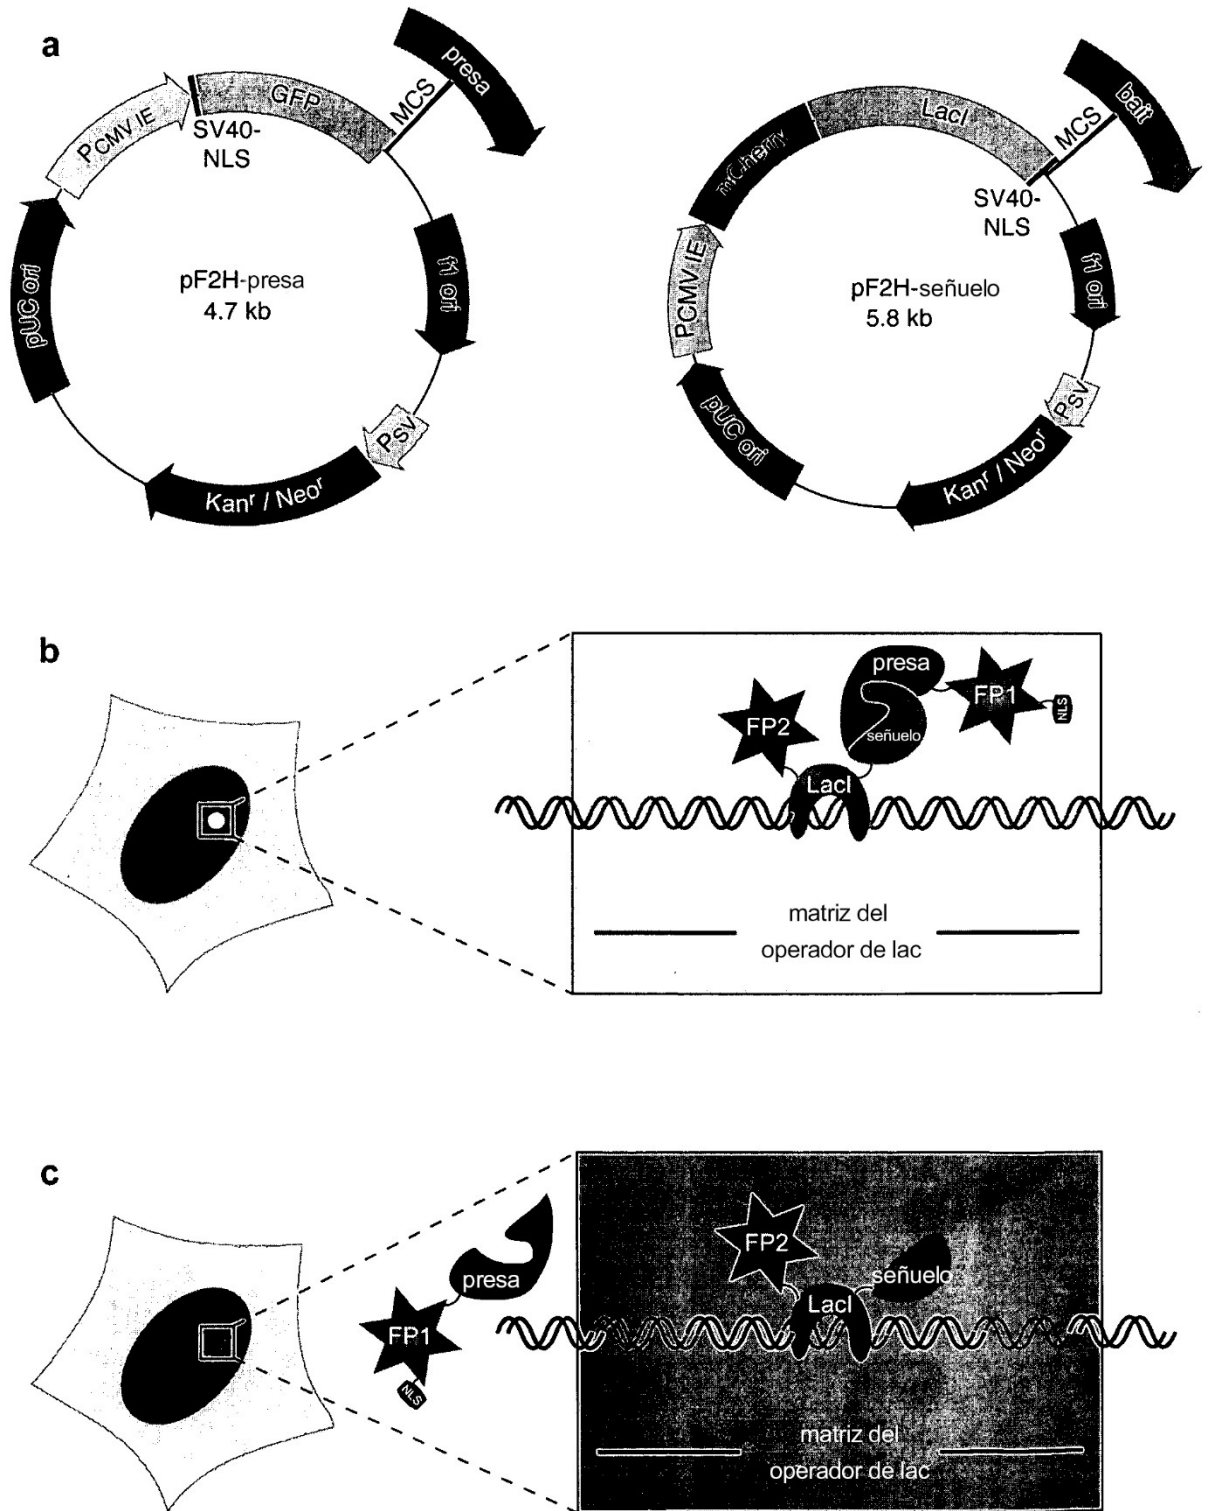 a
PCMV IE
SV40-
NLS
GFP
MCS
presa
f1 ori
PSV
Kanr / Neor
pUC ori
pF2H-presa
4.7 kb
PCMV IE
mCherry
LacI
SV40-
NLS
MCS
bait
f1 ori
PSV
Kanr / Neor
pUC ori
pF2H-señuelo
5.8 kb
b
presa
FP1
NLS
FP2
señuelo
LacI
matriz del
operador de lac
c
presa
FP1
NLS
FP2
señuelo
LacI
matriz del
operador de lac